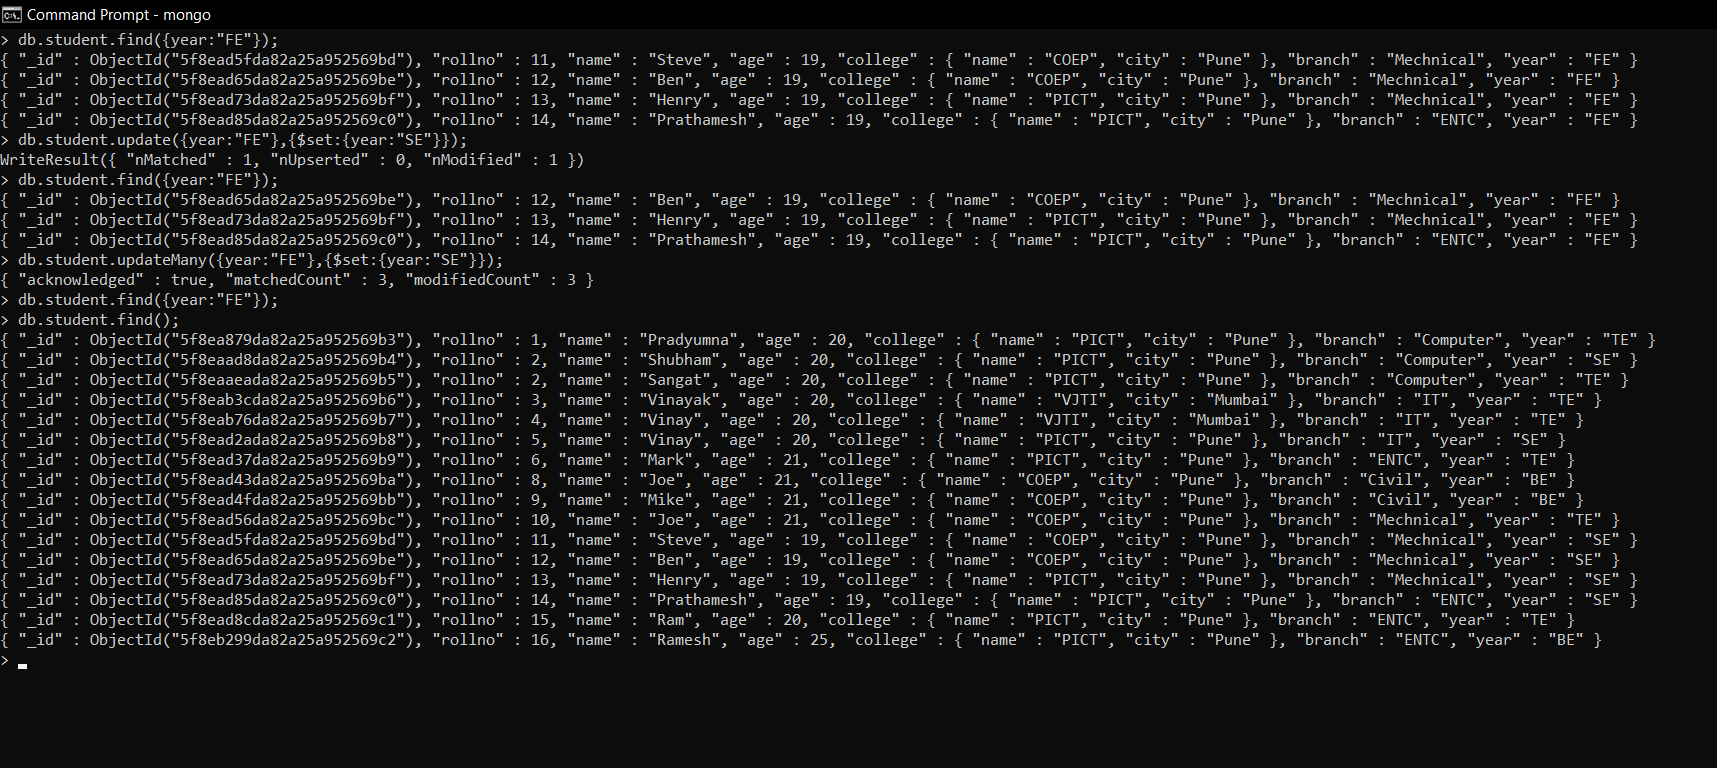 Command Prompt - mongo
> db.student.find({year:"FE"});
{ "_id" : ObjectId("5f8ead5fda82a25a952569bd"), "rollno" : 11, "name" : "Steve", "age" : 19, "college" : { "name" : "COEP", "city" : "Pune" }, "branch" : "Mechnical", "year" : "FE" }
{ "_id" : ObjectId("5f8ead65da82a25a952569be"), "rollno" : 12, "name" : "Ben", "age" : 19, "college" : { "name" : "COEP", "city" : "Pune" }, "branch" : "Mechnical", "year" : "FE" }
{ "_id" : ObjectId("5f8ead73da82a25a952569bf"), "rollno" : 13, "name" : "Henry", "age" : 19, "college" : { "name" : "PICT", "city" : "Pune" }, "branch" : "Mechnical", "year" : "FE" }
{ "_id" : ObjectId("5f8ead85da82a25a952569c0"), "rollno" : 14, "name" : "Prathamesh", "age" : 19, "college" : { "name" : "PICT", "city" : "Pune" }, "branch" : "ENTC", "year" : "FE" }
> db.student.update({year:"FE"},{$set:{year:"SE"}});
WriteResult({ "nMatched" : 1, "nUpserted" : 0, "nModified" : 1 })
> db.student.find({year:"FE"});
{ "_id" : ObjectId("5f8ead65da82a25a952569be"), "rollno" : 12, "name" : "Ben", "age" : 19, "college" : { "name" : "COEP", "city" : "Pune" }, "branch" : "Mechnical", "year" : "FE" }
{ "_id" : ObjectId("5f8ead73da82a25a952569bf"), "rollno" : 13, "name" : "Henry", "age" : 19, "college" : { "name" : "PICT", "city" : "Pune" }, "branch" : "Mechnical", "year" : "FE" }
{ "_id" : ObjectId("5f8ead85da82a25a952569c0"), "rollno" : 14, "name" : "Prathamesh", "age" : 19, "college" : { "name" : "PICT", "city" : "Pune" }, "branch" : "ENTC", "year" : "FE" }
> db.student.updateMany({year:"FE"},{$set:{year:"SE"}});
{ "acknowledged" : true, "matchedCount" : 3, "modifiedCount" : 3 }
> db.student.find({year:"FE"});
> db.student.find();
{ "_id" : ObjectId("5f8ea879da82a25a952569b3"), "rollno" : 1, "name" : "Pradyumna", "age" : 20, "college" : { "name" : "PICT", "city" : "Pune" }, "branch" : "Computer", "year" : "TE" }
{ "_id" : ObjectId("5f8eaad8da82a25a952569b4"), "rollno" : 2, "name" : "Shubham", "age" : 20, "college" : { "name" : "PICT", "city" : "Pune" }, "branch" : "Computer", "year" : "SE" }
{ "_id" : ObjectId("5f8eaaeada82a25a952569b5"), "rollno" : 2, "name" : "Sangat", "age" : 20, "college" : { "name" : "PICT", "city" : "Pune" }, "branch" : "Computer", "year" : "TE" }
{ "_id" : ObjectId("5f8eab3cda82a25a952569b6"), "rollno" : 3, "name" : "Vinayak", "age" : 20, "college" : { "name" : "VJTI", "city" : "Mumbai" }, "branch" : "IT", "year" : "TE" }
{ "_id" : ObjectId("5f8eab76da82a25a952569b7"), "rollno" : 4, "name" : "Vinay", "age" : 20, "college" : { "name" : "VJTI", "city" : "Mumbai" }, "branch" : "IT", "year" : "TE" }
{ "_id" : ObjectId("5f8ead2ada82a25a952569b8"), "rollno" : 5, "name" : "Vinay", "age" : 20, "college" : { "name" : "PICT", "city" : "Pune" }, "branch" : "IT", "year" : "SE" }
{ "_id" : ObjectId("5f8ead37da82a25a952569b9"), "rollno" : 6, "name" : "Mark", "age" : 21, "college" : { "name" : "PICT", "city" : "Pune" }, "branch" : "ENTC", "year" : "TE" }
{ "_id" : ObjectId("5f8ead43da82a25a952569ba"), "rollno" : 8, "name" : "Joe", "age" : 21, "college" : { "name" : "COEP", "city" : "Pune" }, "branch" : "Civil", "year" : "BE" }
{ "_id" : ObjectId("5f8ead4fda82a25a952569bb"), "rollno" : 9, "name" : "Mike", "age" : 21, "college" : { "name" : "COEP", "city" : "Pune" }, "branch" : "Civil", "year" : "BE" }
{ "_id" : ObjectId("5f8ead56da82a25a952569bc"), "rollno" : 10, "name" : "Joe", "age" : 21, "college" : { "name" : "COEP", "city" : "Pune" }, "branch" : "Mechnical", "year" : "TE" }
{ "_id" : ObjectId("5f8ead5fda82a25a952569bd"), "rollno" : 11, "name" : "Steve", "age" : 19, "college" : { "name" : "COEP", "city" : "Pune" }, "branch" : "Mechnical", "year" : "SE" }
{ "_id" : ObjectId("5f8ead65da82a25a952569be"), "rollno" : 12, "name" : "Ben", "age" : 19, "college" : { "name" : "COEP", "city" : "Pune" }, "branch" : "Mechnical", "year" : "SE" }
{ "_id" : ObjectId("5f8ead73da82a25a952569bf"), "rollno" : 13, "name" : "Henry", "age" : 19, "college" : { "name" : "PICT", "city" : "Pune" }, "branch" : "Mechnical", "year" : "SE" }
{ "_id" : ObjectId("5f8ead85da82a25a952569c0"), "rollno" : 14, "name" : "Prathamesh", "age" : 19, "college" : { "name" : "PICT", "city" : "Pune" }, "branch" : "ENTC", "year" : "SE" }
{ "_id" : ObjectId("5f8ead8cda82a25a952569c1"), "rollno" : 15, "name" : "Ram", "age" : 20, "college" : { "name" : "PICT", "city" : "Pune" }, "branch" : "ENTC", "year" : "TE" }
{ "_id" : ObjectId("5f8eb299da82a25a952569c2"), "rollno" : 16, "name" : "Ramesh", "age" : 25, "college" : { "name" : "PICT", "city" : "Pune" }, "branch" : "ENTC", "year" : "BE" }
>